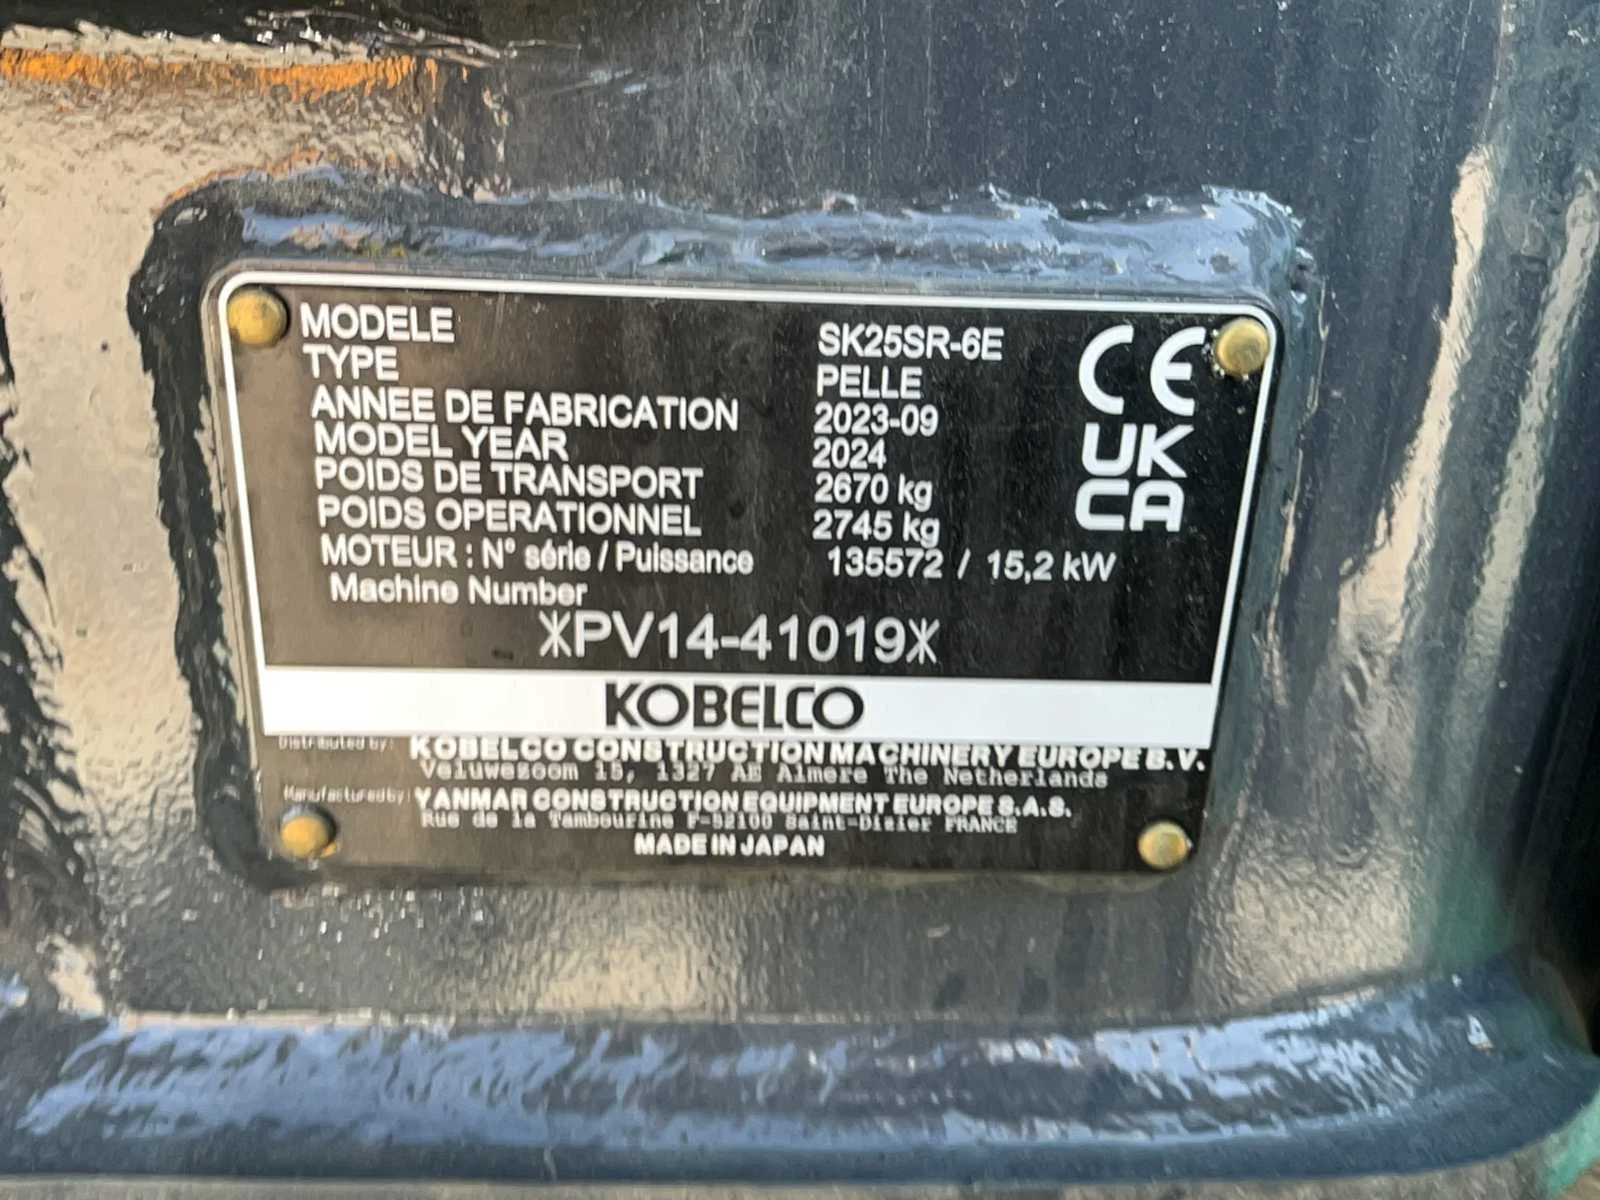 MODELE SK25SR-6E
TYPE PELLE
ANNEE DE FABRICATION 2023-09
MODEL YEAR 2024
POIDS DE TRANSPORT 2670 kg
POIDS OPERATIONNEL 2745 kg
MOTEUR : N° série / Puissance 135572 / 15,2 kW
Machine Number
*PV14-41019*
CE
UK
CA
KOBELCO
Distributed by: KOBELCO CONSTRUCTION MACHINERY EUROPE B.V.
Veluwezoom 15, 1327 AE Almere The Netherlands
Manufactured by: YANMAR CONSTRUCTION EQUIPMENT EUROPE S.A.S.
Rue de la Tambourine F-52100 Saint-Dizier FRANCE
MADE IN JAPAN